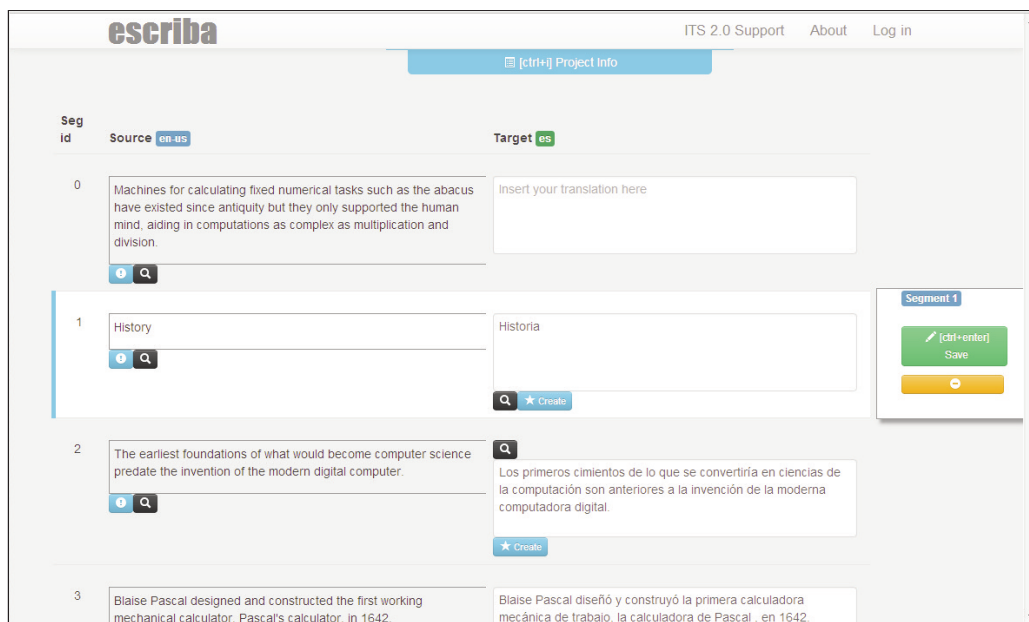 escriba
ITS 2.0 Support About Log in
[ctrl+i] Project Info
Seg
id
Source en-us
Target es
0
Machines for calculating fixed numerical tasks such as the abacus
have existed since antiquity but they only supported the human
mind, aiding in computations as complex as multiplication and
division.
Insert your translation here
1
History
Historia
Create
Segment 1
[ctrl+enter]
Save
2
The earliest foundations of what would become computer science
predate the invention of the modern digital computer.
Los primeros cimientos de lo que se convertiría en ciencias de
la computación son anteriores a la invención de la moderna
computadora digital.
Create
3
Blaise Pascal designed and constructed the first working
mechanical calculator, Pascal's calculator, in 1642.
Blaise Pascal diseñó y construyó la primera calculadora
mecánica de trabajo, la calculadora de Pascal , en 1642.